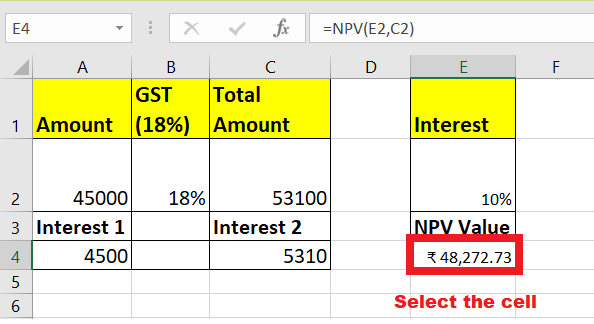 E4 fx =NPV(E2,C2)
A B C D E F
GST Total
1 Amount (18%) Amount Interest
2 45000 18% 53100 10%
3 Interest 1 Interest 2 NPV Value
4 4500 5310 ₹ 48,272.73
5
Select the cell
6